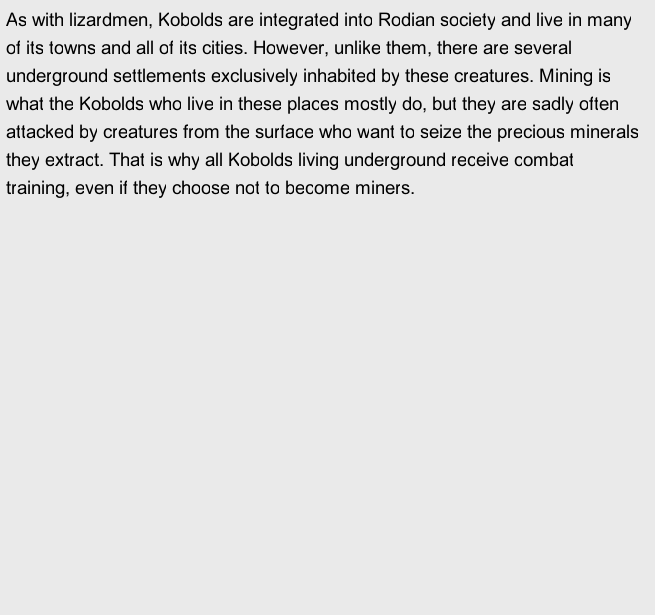 As with lizardmen, Kobolds are integrated into Rodian society and live in many
of its towns and all of its cities. However, unlike them, there are several
underground settlements exclusively inhabited by these creatures. Mining is
what the Kobolds who live in these places mostly do, but they are sadly often
attacked by creatures from the surface who want to seize the precious minerals
they extract. That is why all Kobolds living underground receive combat
training, even if they choose not to become miners.